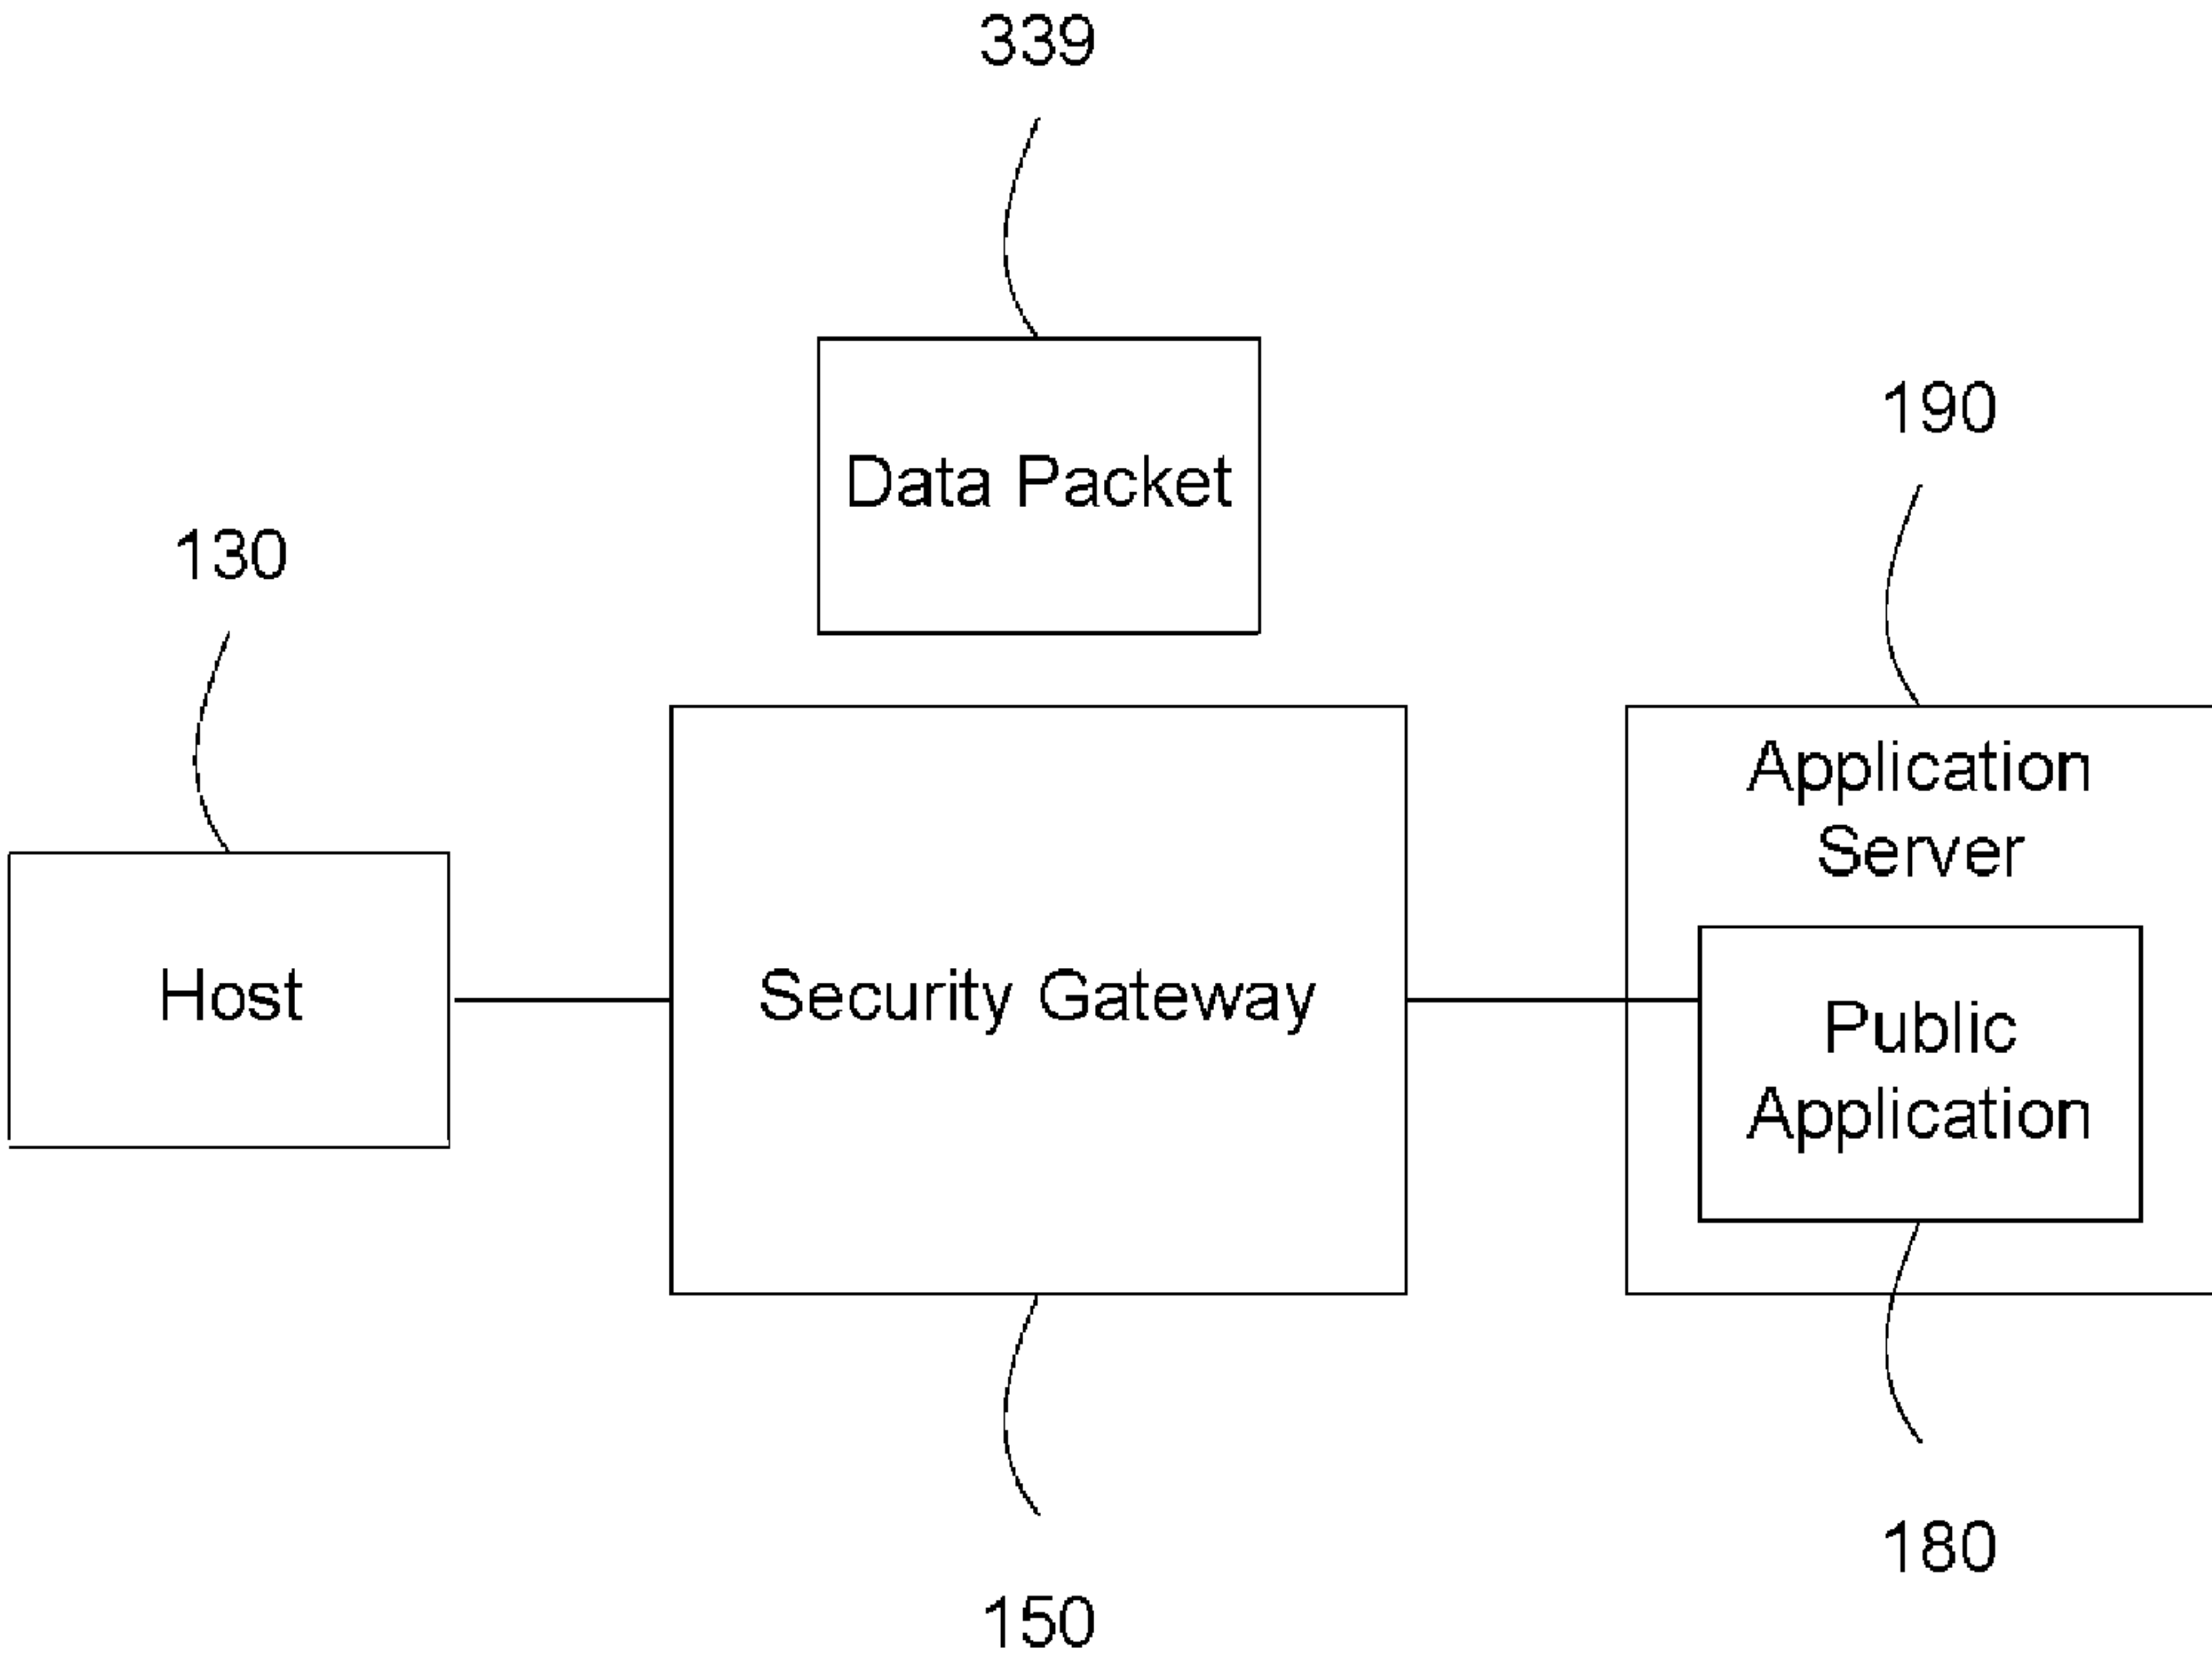 339
Data Packet
190
130
Application
Server
Host
Security Gateway
Public
Application
180
150